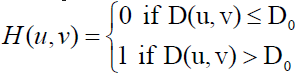 H(u,v) = { 0 if D(u,v) ≤ D₀
1 if D(u,v) > D₀